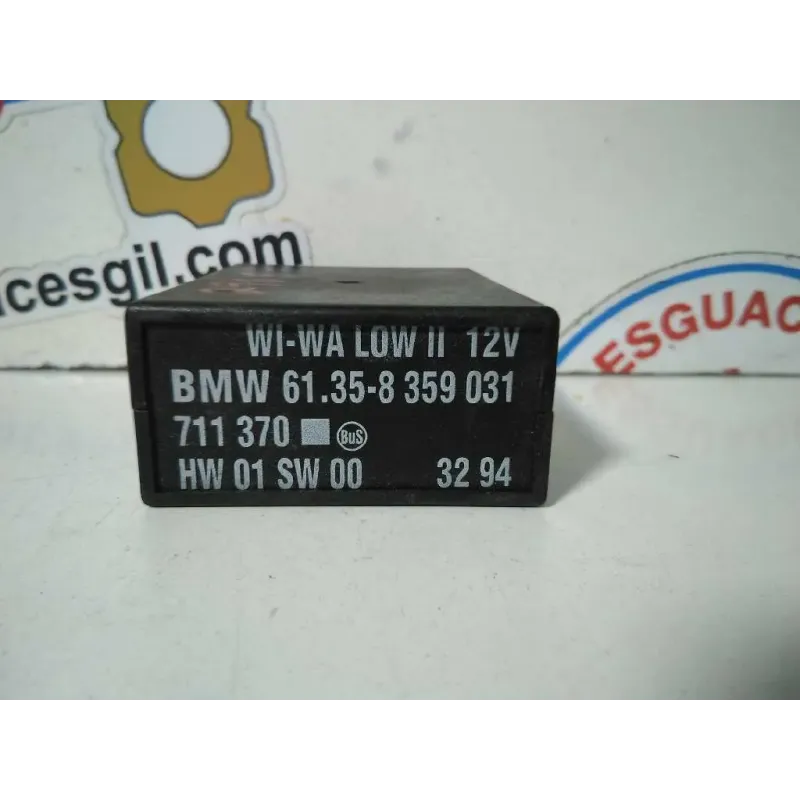 cesgil.com
ESGUAC
WI-WA LOW II 12V
BMW 61.35-8 359 031
711 370 BuS
HW 01 SW 00 32 94